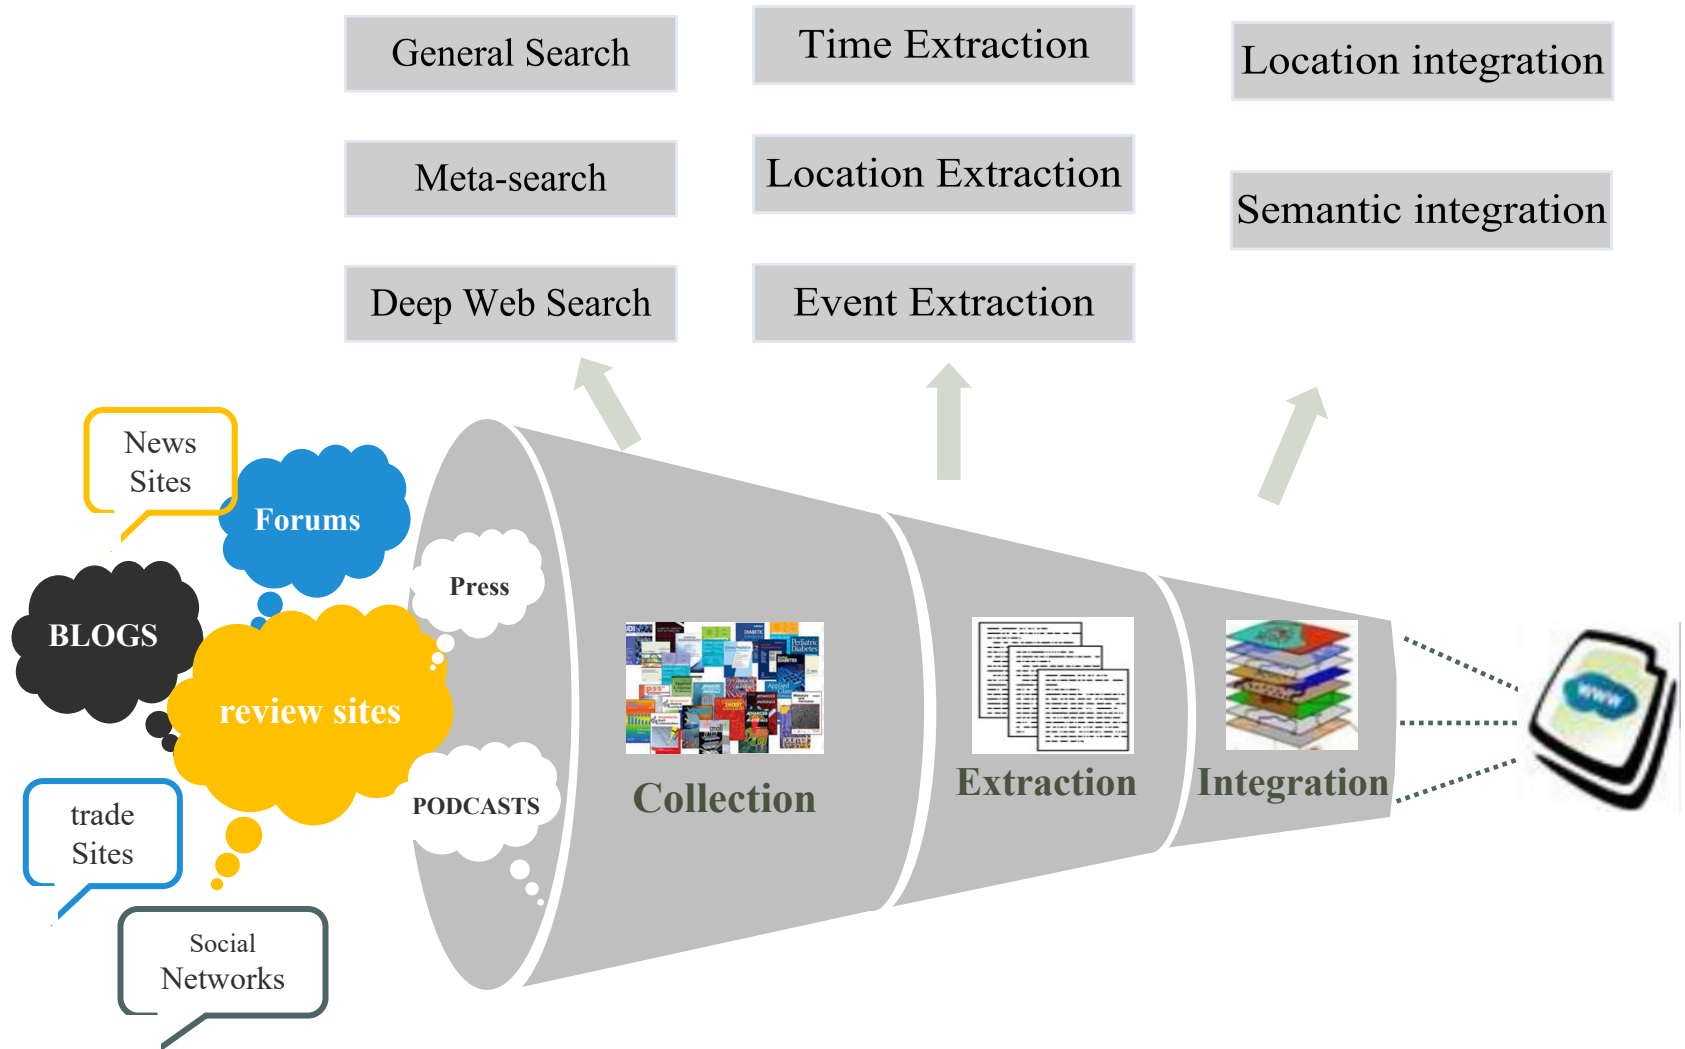 General Search
Time Extraction
Location integration
Meta-search
Location Extraction
Semantic integration
Deep Web Search
Event Extraction
News
Sites
Forums
Press
BLOGS
review sites
PODCASTS
trade
Sites
Social
Networks
Collection
Extraction
Integration
www